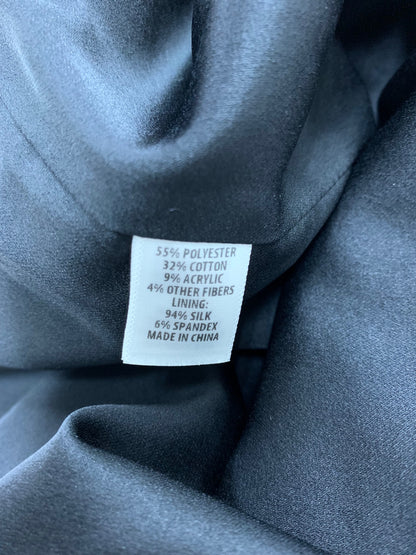 55% POLYESTER
32% COTTON
9% ACRYLIC
4% OTHER FIBERS
LINING:
94% SILK
6% SPANDEX
MADE IN CHINA